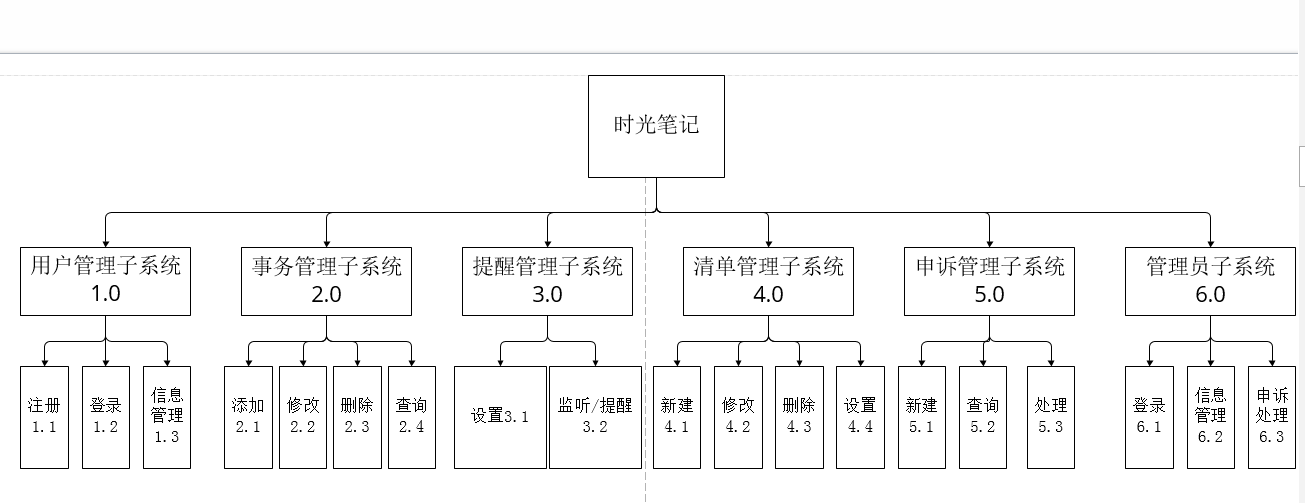 时光笔记
用户管理子系统
1.0
事务管理子系统
2.0
提醒管理子系统
3.0
清单管理子系统
4.0
申诉管理子系统
5.0
管理员子系统
6.0
注册
1.1
登录
1.2
信息
管理
1.3
添加
2.1
修改
2.2
删除
2.3
查询
2.4
设置3.1
监听/提醒
3.2
新建
4.1
修改
4.2
删除
4.3
设置
4.4
新建
5.1
查询
5.2
处理
5.3
登录
6.1
信息
管理
6.2
申诉
处理
6.3